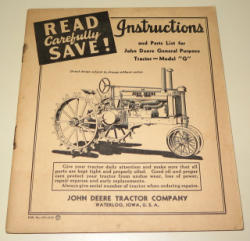 READ
Carefully
SAVE!
Instructions
and Parts List for
John Deere General Purpose
Tractor—Model "G"
Give your tractor daily attention and make sure that all
parts are kept tight and properly oiled. Good oil and proper
care protect your tractor from undue wear, loss of power,
repair expense and early replacements.
Always give serial number of tractor when ordering repairs.
JOHN DEERE TRACTOR COMPANY
WATERLOO, IOWA, U. S. A.